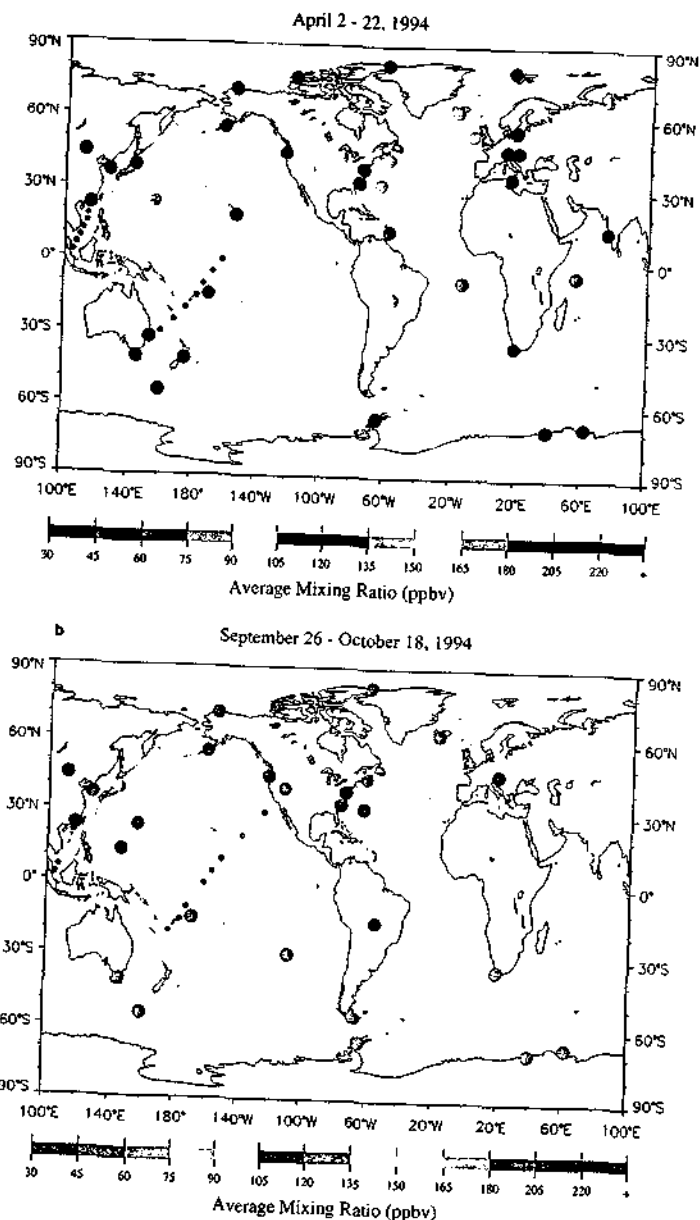 April 2 - 22, 1994
90°N 90°N
60°N 60°N
30°N 30°N
0° 0°
30°S 30°S
60°S 60°S
90°S 90°S
100°E 140°E 180° 140°W 100°W 60°W 20°W 20°E 60°E 100°E
30 45 60 75 90 105 120 135 150 165 180 205 220 +
Average Mixing Ratio (ppbv)
b
September 26 - October 18, 1994
90°N 90°N
60°N 60°N
30°N 30°N
0° 0°
30°S 30°S
60°S 60°S
90°S 90°S
100°E 140°E 180° 140°W 100°W 60°W 20°W 20°E 60°E 100°E
30 45 60 75 90 105 120 135 150 165 180 205 220 +
Average Mixing Ratio (ppbv)